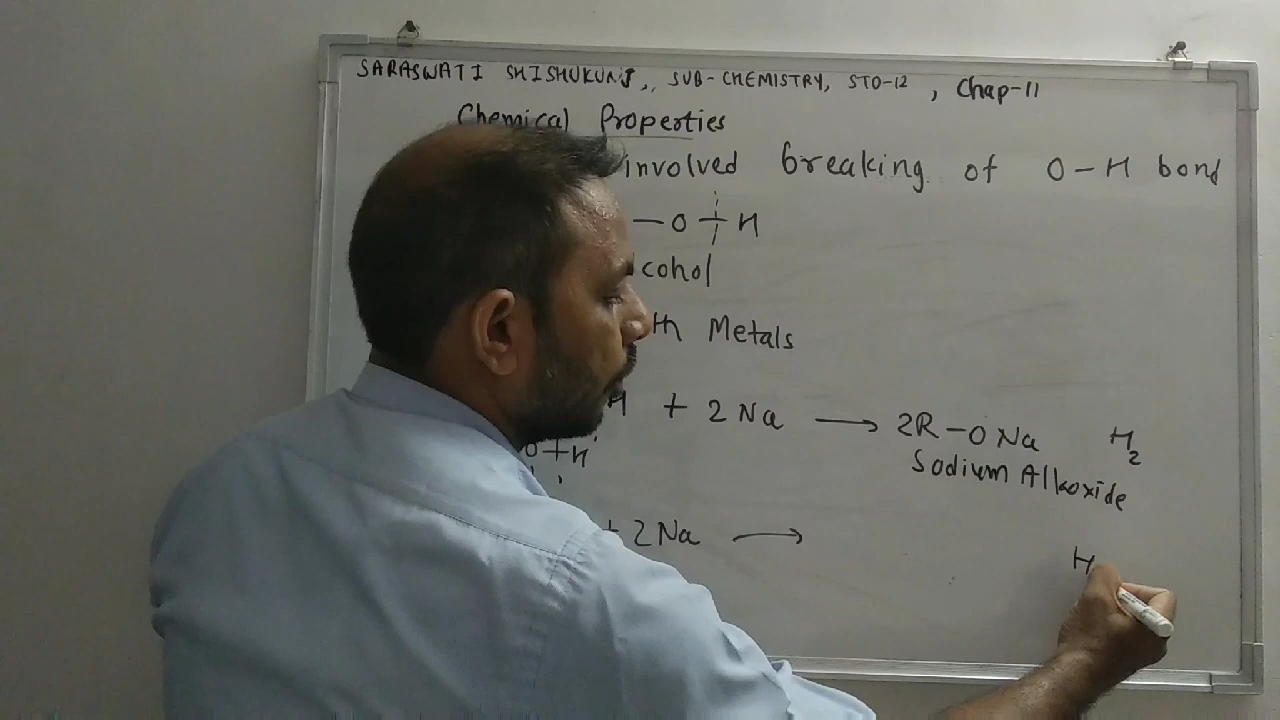 SARASWATI SHISHUKUNJ,, SUB-CHEMISTRY, STD-12, Chap-11
Chemical Properties
involved breaking of O-H bond
-O-H
cohol
th Metals
H + 2Na → 2R-ONa H2
Sodium Alkoxide
O+H
+ 2Na →
H